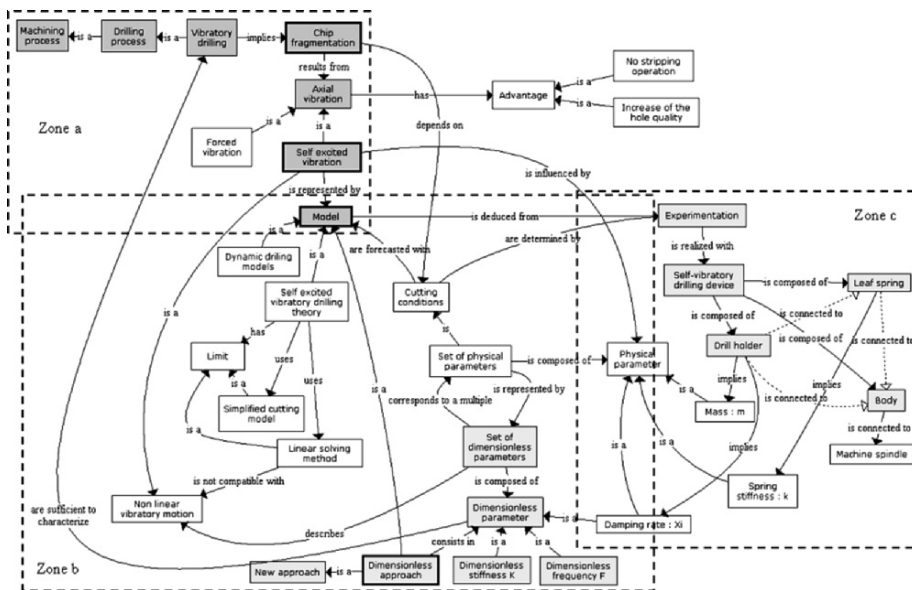 Machining
process
is a
Drilling
process
is a
Vibratory
drilling
implies
Chip
fragmentation
results from
Axial
vibration
has
Advantage
is a
No stripping
operation
is a
Increase of the
hole quality
Zone a
is a
Forced
vibration
is a
depends on
Self excited
vibration
is represented by
is influenced by
Zone c
Model
is deduced from
Experimentation
is a
are forecasted with
are determined by
is realized with
Dynamic drilling
models
is a
Self-vibratory
drilling device
is composed of
Leaf spring
Self excited
vibratory drilling
theory
Cutting
conditions
is composed of
is connected to
is composed of
is connected to
is a
has
is
Drill holder
Limit
uses
Set of physical
parameters
is composed of
Physical
parameter
implies
is connected to
implies
Body
is a
uses
is a
is represented by
is a
Mass : m
Simplified cutting
model
corresponds to a multiple
is connected to
is a
Linear solving
method
Set of
dimensionless
parameters
is a
is a
implies
Machine spindle
is not compatible with
is composed of
Spring
stiffness : k
are sufficient to
characterize
Non linear
vibratory motion
Dimensionless
parameter
is a
Damping rate : Xi
describes
consists in
is a
is a
Zone b
New approach
is a
Dimensionless
approach
Dimensionless
stiffness K
Dimensionless
frequency F